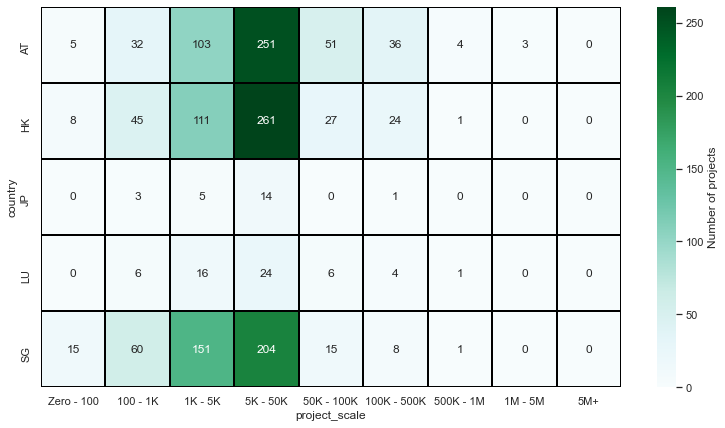 AT 5 32 103 251 51 36 4 3 0
HK 8 45 111 261 27 24 1 0 0
JP 0 3 5 14 0 1 0 0 0
LU 0 6 16 24 6 4 1 0 0
SG 15 60 151 204 15 8 1 0 0
country
Zero - 100 100 - 1K 1K - 5K 5K - 50K 50K - 100K 100K - 500K 500K - 1M 1M - 5M 5M+
project_scale
250
200
150
100
50
0
Number of projects